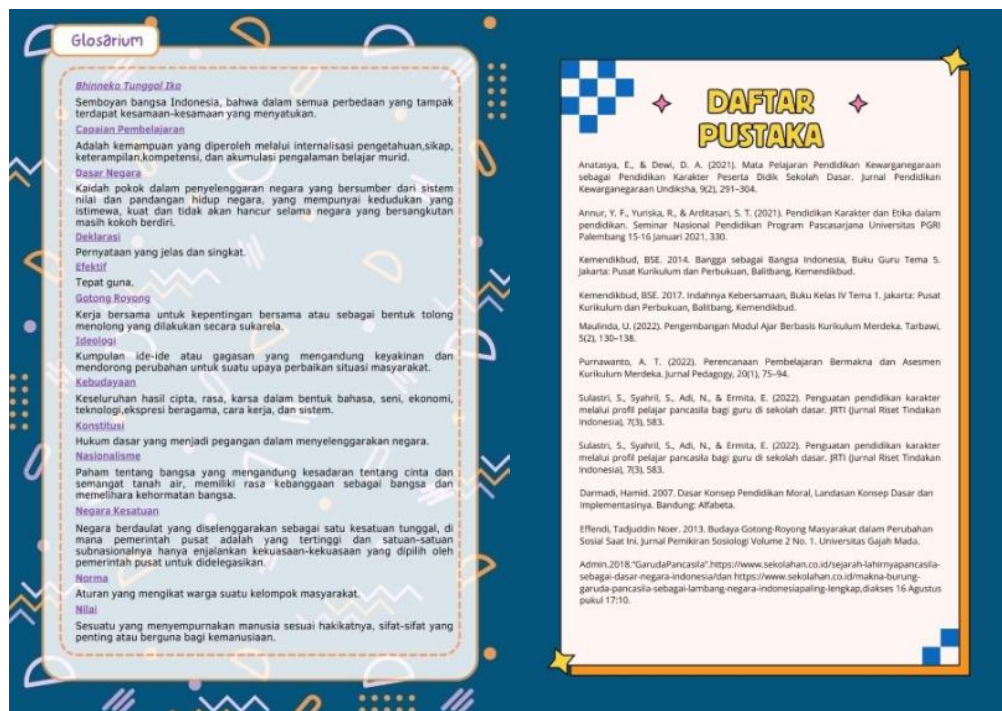 Glosarium
Bhinneka Tunggal Ika
Semboyan bangsa Indonesia, bahwa dalam semua perbedaan yang tampak
terdapat kesamaan-kesamaan yang menyatukan.
Capaian Pembelajaran
Adalah kemampuan yang diperoleh melalui internalisasi pengetahuan,sikap,
keterampilan,kompetensi, dan akumulasi pengalaman belajar murid.
Dasar Negara
Kaidah pokok dalam penyelenggaran negara yang bersumber dari sistem
nilai dan pandangan hidup negara, yang mempunyai kedudukan yang
istimewa, kuat dan tidak akan hancur selama negara yang bersangkutan
masih kokoh berdiri.
Deklarasi
Pernyataan yang jelas dan singkat.
Efektif
Tepat guna.
Gotong Royong
Kerja bersama untuk kepentingan bersama atau sebagai bentuk tolong
menolong yang dilakukan secara sukarela.
Ideologi
Kumpulan ide-ide atau gagasan yang mengandung keyakinan dan
mendorong perubahan untuk suatu upaya perbaikan situasi masyarakat.
Kebudayaan
Keseluruhan hasil cipta, rasa, karsa dalam bentuk bahasa, seni, ekonomi,
teknologi,ekspresi beragama, cara kerja, dan sistem.
Konstitusi
Hukum dasar yang menjadi pegangan dalam menyelenggarakan negara.
Nasionalisme
Paham tentang bangsa yang mengandung kesadaran tentang cinta dan
semangat tanah air, memiliki rasa kebanggaan sebagai bangsa dan
memelihara kehormatan bangsa.
Negara Kesatuan
Negara berdaulat yang diselenggarakan sebagai satu kesatuan tunggal, di
mana pemerintah pusat adalah yang tertinggi dan satuan-satuan
subnasionalnya hanya enjalankan kekuasaan-kekuasaan yang dipilih oleh
pemerintah pusat untuk didelegasikan.
Norma
Aturan yang mengikat warga suatu kelompok masyarakat.
Nilai
Sesuatu yang menyempurnakan manusia sesuai hakikatnya, sifat-sifat yang
penting atau berguna bagi kemanusiaan.
DAFTAR
PUSTAKA
Anatasya, E., & Dewi, D. A. (2021). Mata Pelajaran Pendidikan Kewarganegaraan
sebagai Pendidikan Karakter Peserta Didik Sekolah Dasar. Jurnal Pendidikan
Kewarganegaraan Undiksha, 9(2), 291–304.
Annur, Y. F., Yuriska, R., & Arditasari, S. T. (2021). Pendidikan Karakter dan Etika dalam
pendidikan. Seminar Nasional Pendidikan Program Pascasarjana Universitas PGRI
Palembang 15-16 Januari 2021, 330.
Kemendikbud, BSE. 2014. Bangga sebagai Bangsa Indonesia, Buku Guru Tema 5.
Jakarta: Pusat Kurikulum dan Perbukuan, Balitbang, Kemendikbud.
Kemendikbud, BSE. 2017. Indahnya Kebersamaan, Buku Kelas IV Tema 1. Jakarta: Pusat
Kurikulum dan Perbukuan, Balitbang, Kemendikbud.
Maulinda, U. (2022). Pengembangan Modul Ajar Berbasis Kurikulum Merdeka. Tarbawi,
5(2), 130–138.
Purnawanto, A. T. (2022). Perencanaan Pembelajaran Bermakna dan Asesmen
Kurikulum Merdeka. Jurnal Pedagogy, 20(1), 75–94.
Sulastri, S., Syahril, S., Adi, N., & Ermita, E. (2022). Penguatan pendidikan karakter
melalui profil pelajar pancasila bagi guru di sekolah dasar. JRTI (Jurnal Riset Tindakan
Indonesia), 7(3), 583.
Sulastri, S., Syahril, S., Adi, N., & Ermita, E. (2022). Penguatan pendidikan karakter
melalui profil pelajar pancasila bagi guru di sekolah dasar. JRTI (Jurnal Riset Tindakan
Indonesia), 7(3), 583.
Darmadi, Hamid. 2007. Dasar Konsep Pendidikan Moral, Landasan Konsep Dasar dan
Implementasinya. Bandung: Alfabeta.
Effendi, Tadjuddin Noer. 2013. Budaya Gotong-Royong Masyarakat dalam Perubahan
Sosial Saat Ini. Jurnal Pemikiran Sosiologi Volume 2 No. 1. Universitas Gajah Mada.
Admin.2018."GarudaPancasila".https://www.sekolahan.co.id/sejarah-lahirnyapancasila-
sebagai-dasar-negara-indonesia/dan https://www.sekolahan.co.id/makna-burung-
garuda-pancasila-sebagai-lambang-negara-indonesiapaling-lengkap,diakses 16 Agustus
pukul 17:10.